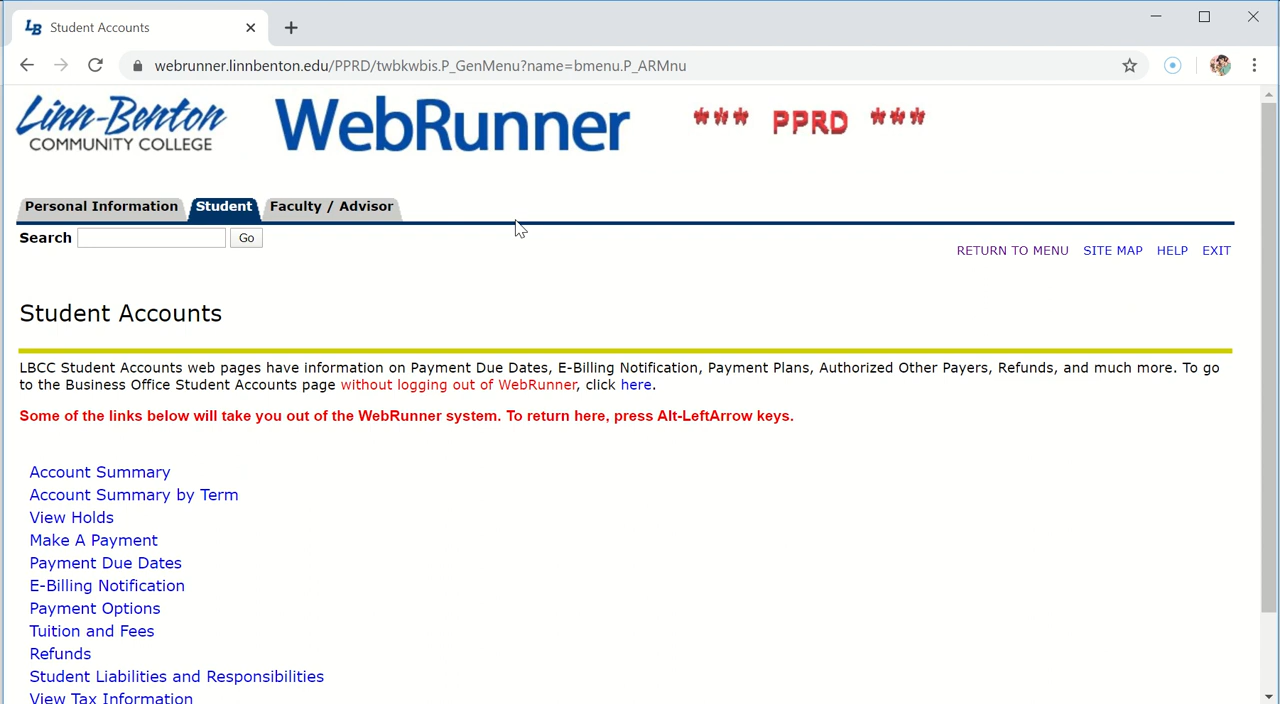 LB Student Accounts
webrunner.linnbenton.edu/PPRD/twbkwbis.P_GenMenu?name=bmenu.P_ARMnu
Linn-Benton
COMMUNITY COLLEGE
WebRunner
*** PPRD ***
Personal Information Student Faculty / Advisor
Search Go
RETURN TO MENU SITE MAP HELP EXIT
Student Accounts
LBCC Student Accounts web pages have information on Payment Due Dates, E-Billing Notification, Payment Plans, Authorized Other Payers, Refunds, and much more. To go
to the Business Office Student Accounts page without logging out of WebRunner, click here.
Some of the links below will take you out of the WebRunner system. To return here, press Alt-LeftArrow keys.
Account Summary
Account Summary by Term
View Holds
Make A Payment
Payment Due Dates
E-Billing Notification
Payment Options
Tuition and Fees
Refunds
Student Liabilities and Responsibilities
View Tax Information